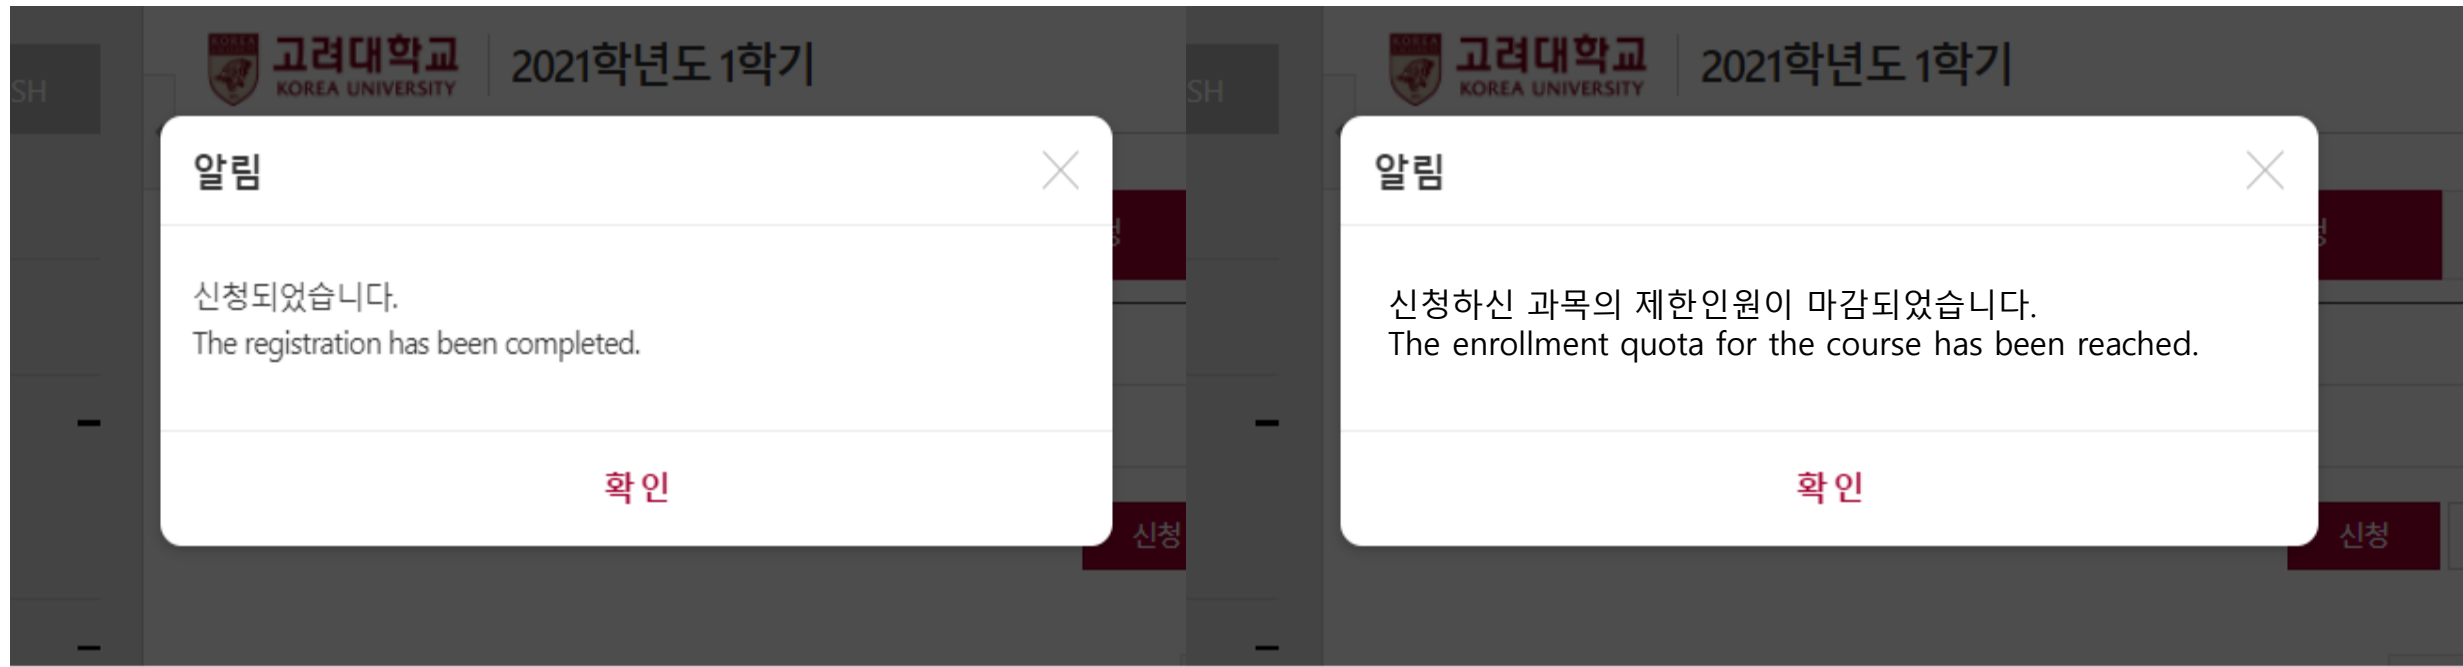 SH
KOREA
고려대학교
KOREA UNIVERSITY
2021학년도 1학기
알림
신청되었습니다.
The registration has been completed.
확인
신청
SH
KOREA
고려대학교
KOREA UNIVERSITY
2021학년도 1학기
알림
신청하신 과목의 제한인원이 마감되었습니다.
The enrollment quota for the course has been reached.
확인
신청